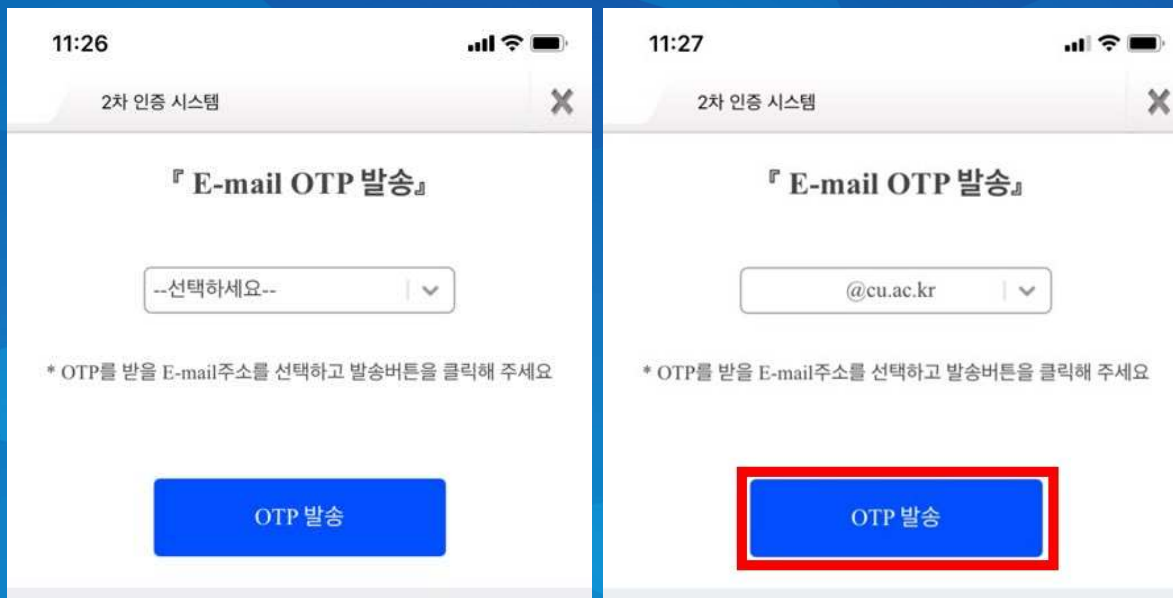 11:26
2차 인증 시스템
『 E-mail OTP 발송』
--선택하세요--
* OTP를 받을 E-mail주소를 선택하고 발송버튼을 클릭해 주세요
OTP 발송
11:27
2차 인증 시스템
『 E-mail OTP 발송』
@cu.ac.kr
* OTP를 받을 E-mail주소를 선택하고 발송버튼을 클릭해 주세요
OTP 발송